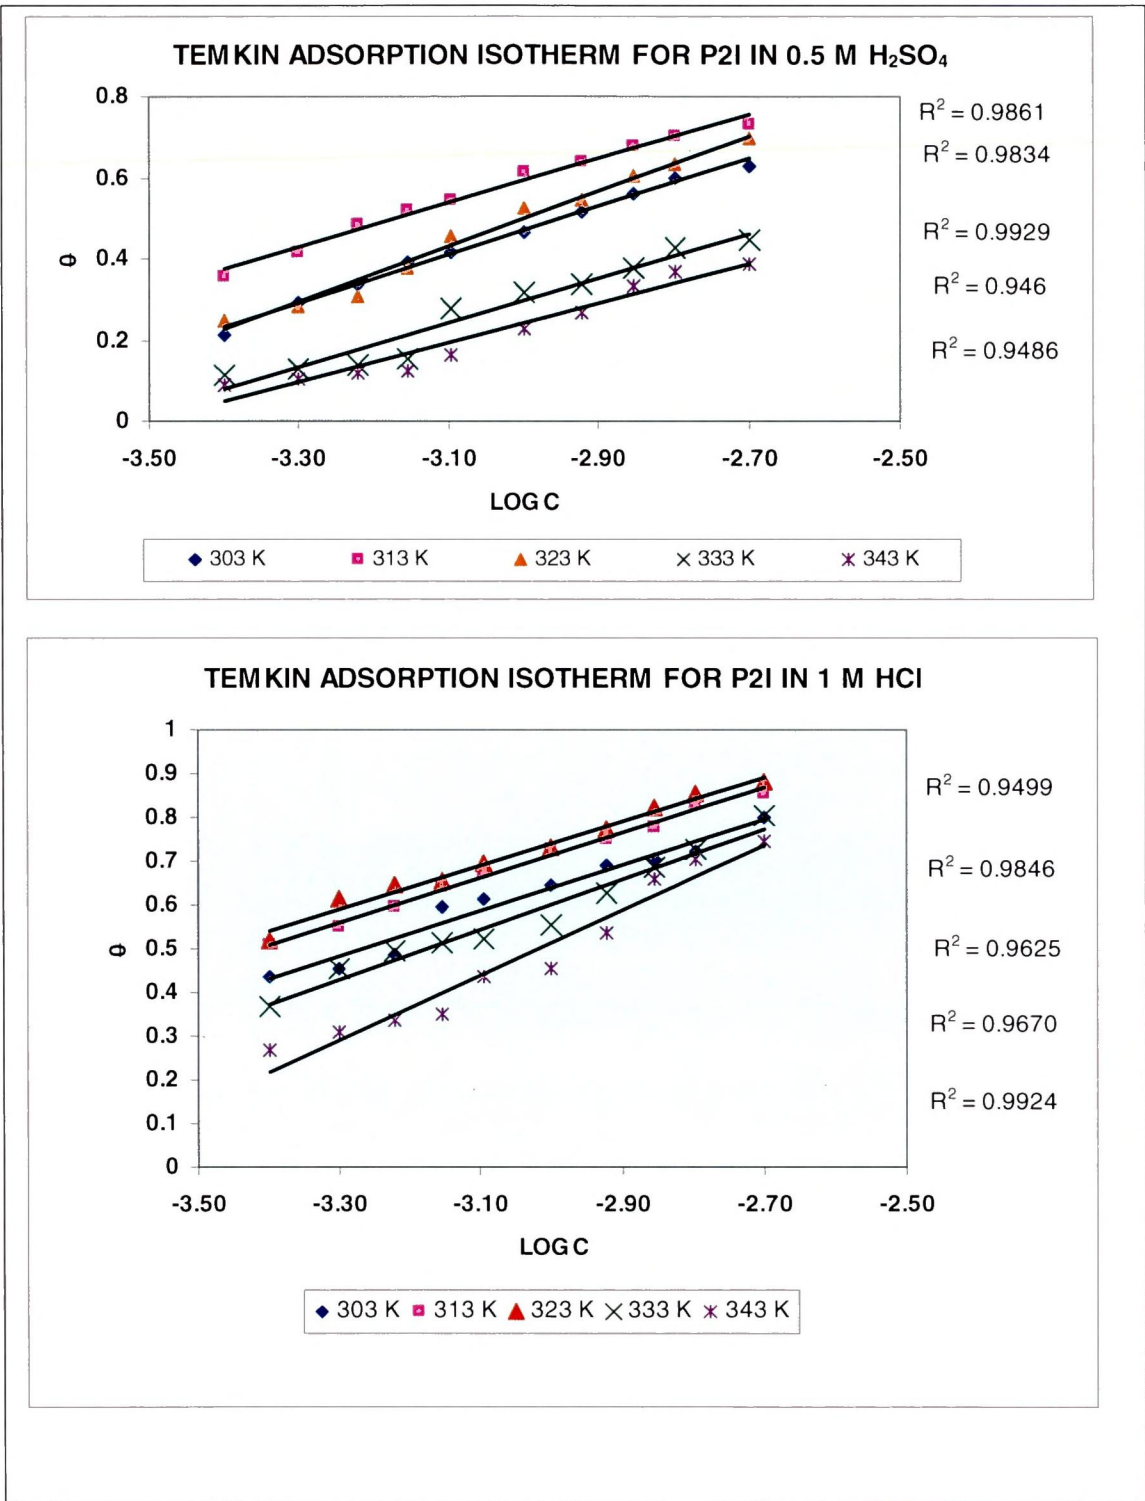 TEMKIN ADSORPTION ISOTHERM FOR P2I IN 0.5 M H₂SO₄
0.8
0.6
0.4
0.2
0
θ
R² = 0.9861
R² = 0.9834
R² = 0.9929
R² = 0.946
R² = 0.9486
-3.50 -3.30 -3.10 -2.90 -2.70 -2.50
LOG C
303 K 313 K 323 K 333 K 343 K
TEMKIN ADSORPTION ISOTHERM FOR P2I IN 1 M HCl
1
0.9
0.8
0.7
0.6
0.5
0.4
0.3
0.2
0.1
0
θ
R² = 0.9499
R² = 0.9846
R² = 0.9625
R² = 0.9670
R² = 0.9924
-3.50 -3.30 -3.10 -2.90 -2.70 -2.50
LOG C
303 K 313 K 323 K 333 K 343 K